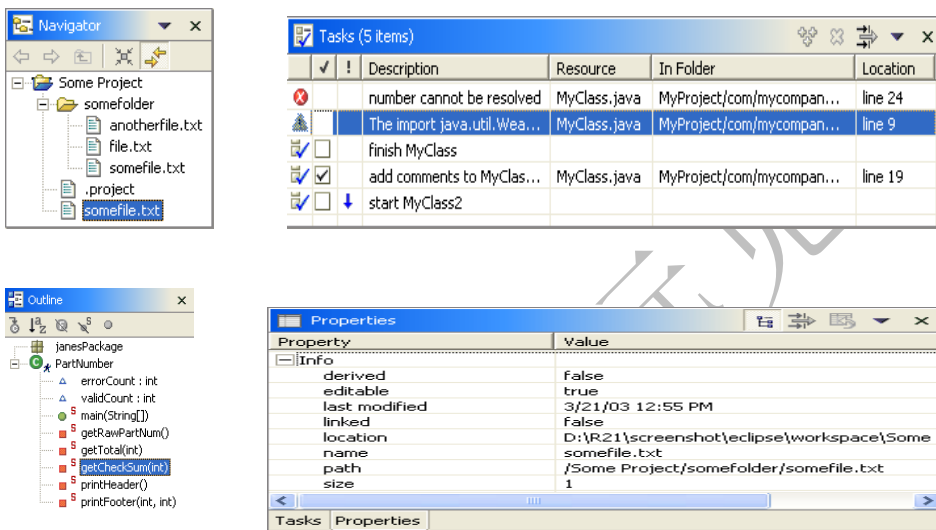 Navigator
Some Project
somefolder
anotherfile.txt
file.txt
somefile.txt
.project
somefile.txt
Tasks (5 items)
✓ ! Description Resource In Folder Location
number cannot be resolved MyClass.java MyProject/com/mycompan... line 24
The import java.util.Wea... MyClass.java MyProject/com/mycompan... line 9
finish MyClass
add comments to MyClas... MyClass.java MyProject/com/mycompan... line 19
start MyClass2
Outline
janesPackage
PartNumber
errorCount : int
validCount : int
main(String[])
getRawPartNum()
getTotal(int)
getCheckSum(int)
printHeader()
printFooter(int, int)
Properties
Property Value
Info
derived false
editable true
last modified 3/21/03 12:55 PM
linked false
location D:\R21\screenshot\eclipse\workspace\Some
name somefile.txt
path /Some Project/somefolder/somefile.txt
size 1
Tasks Properties